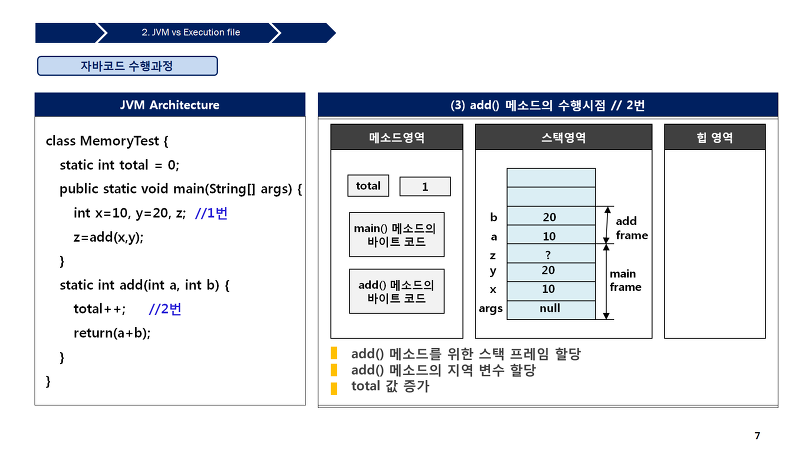 2. JVM vs Execution file
자바코드 수행과정
JVM Architecture
class MemoryTest {
static int total = 0;
public static void main(String[] args) {
int x=10, y=20, z; //1번
z=add(x,y);
}
static int add(int a, int b) {
total++; //2번
return(a+b);
}
}
(3) add() 메소드의 수행시점 // 2번
메소드영역
total 1
main() 메소드의
바이트 코드
add() 메소드의
바이트 코드
스택영역
b 20
a 10
z ?
y 20
x 10
args null
add
frame
main
frame
힙 영역
add() 메소드를 위한 스택 프레임 할당
add() 메소드의 지역 변수 할당
total 값 증가
7